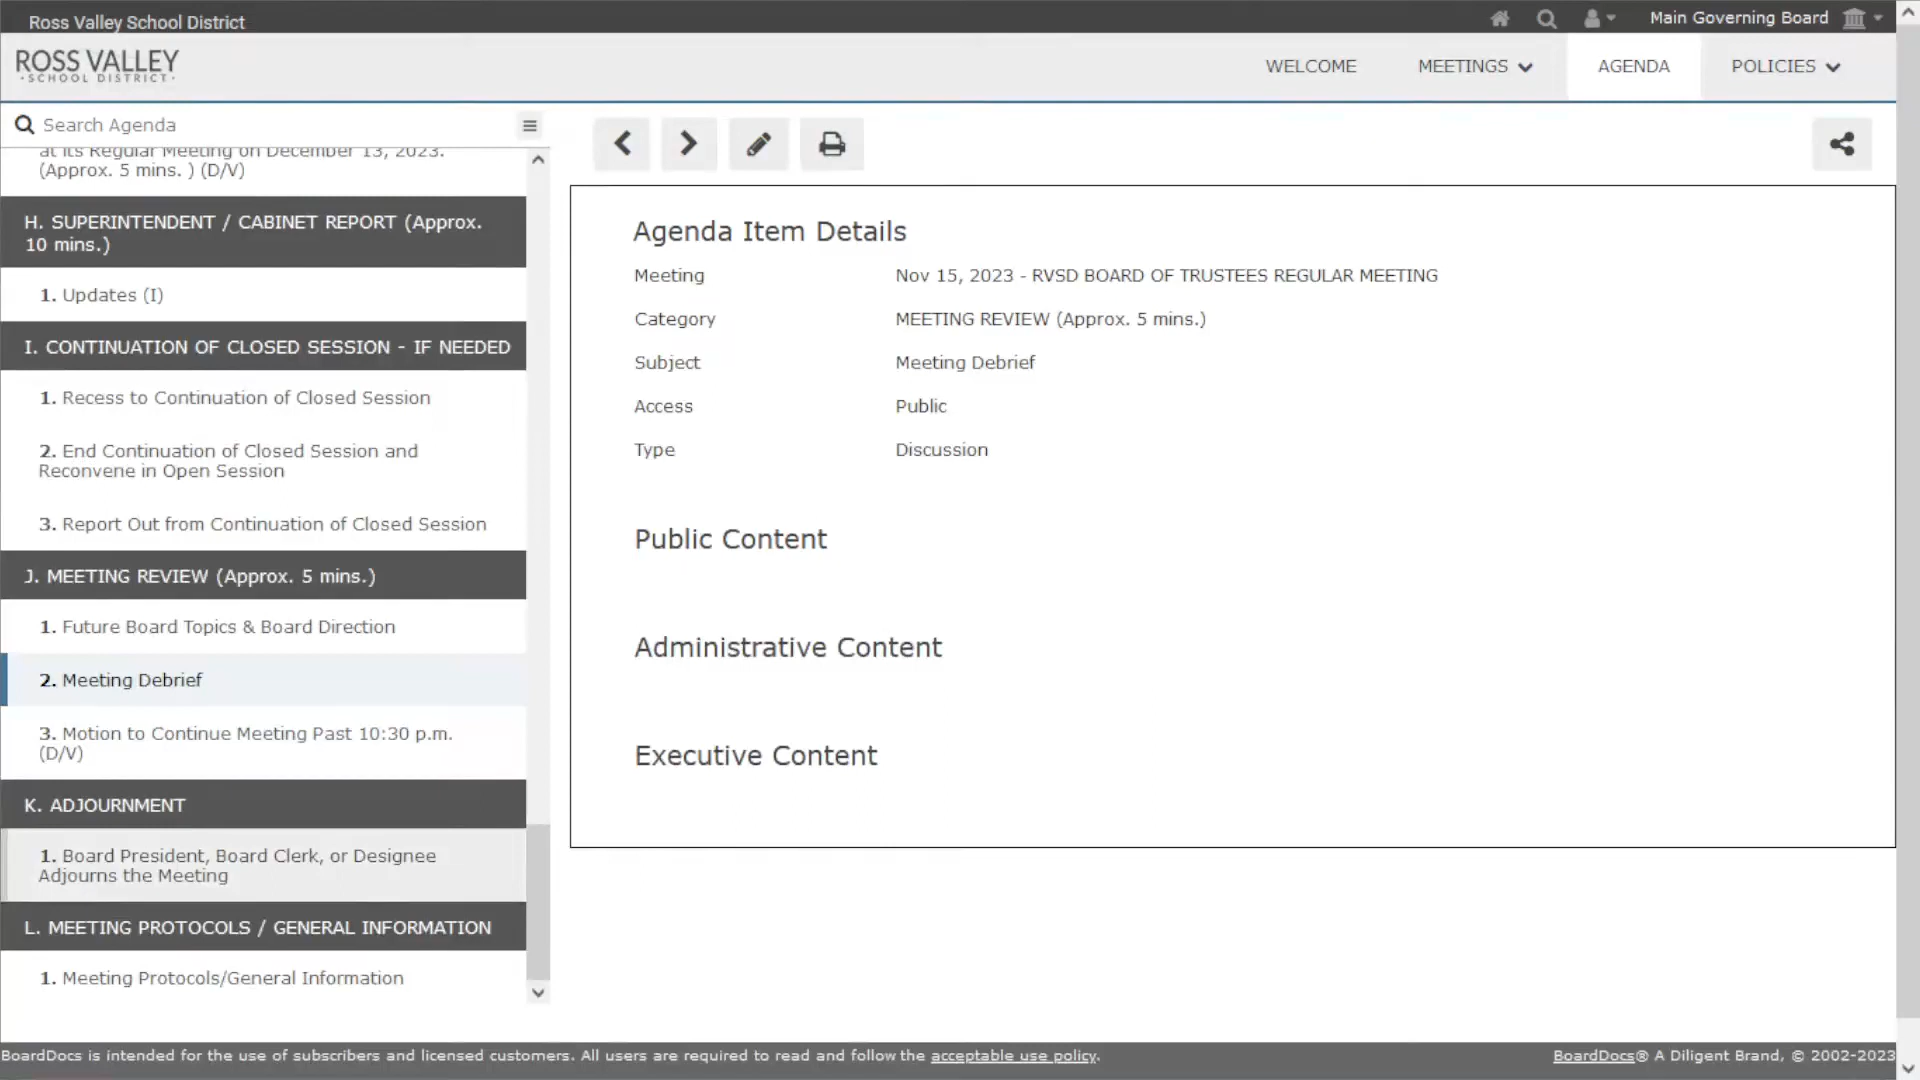 Ross Valley School District
Main Governing Board
ROSS VALLEY
·SCHOOL DISTRICT·
WELCOME
MEETINGS
AGENDA
POLICIES
Search Agenda
at its Regular Meeting on December 13, 2023.
(Approx. 5 mins. ) (D/V)
H. SUPERINTENDENT / CABINET REPORT (Approx.
10 mins.)
1. Updates (I)
I. CONTINUATION OF CLOSED SESSION - IF NEEDED
1. Recess to Continuation of Closed Session
2. End Continuation of Closed Session and
Reconvene in Open Session
3. Report Out from Continuation of Closed Session
J. MEETING REVIEW (Approx. 5 mins.)
1. Future Board Topics & Board Direction
2. Meeting Debrief
3. Motion to Continue Meeting Past 10:30 p.m.
(D/V)
K. ADJOURNMENT
1. Board President, Board Clerk, or Designee
Adjourns the Meeting
L. MEETING PROTOCOLS / GENERAL INFORMATION
1. Meeting Protocols/General Information
Agenda Item Details
Meeting Nov 15, 2023 - RVSD BOARD OF TRUSTEES REGULAR MEETING
Category MEETING REVIEW (Approx. 5 mins.)
Subject Meeting Debrief
Access Public
Type Discussion
Public Content
Administrative Content
Executive Content
BoardDocs is intended for the use of subscribers and licensed customers. All users are required to read and follow the acceptable use policy.
BoardDocs® A Diligent Brand, © 2002-2023